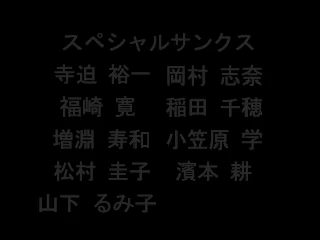 スペシャルサンクス
寺迫 裕一 岡村 志奈
福崎 寛 稲田 千穂
増淵 寿和 小笠原 学
松村 圭子 濱本 耕
山下 るみ子